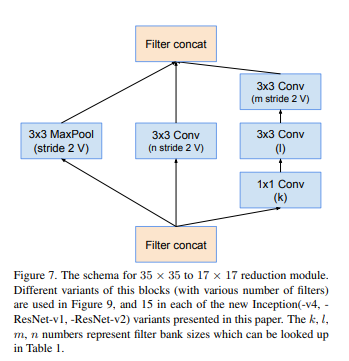 Filter concat
3x3 Conv
(m stride 2 V)
3x3 MaxPool
(stride 2 V)
3x3 Conv
(n stride 2 V)
3x3 Conv
(l)
1x1 Conv
(k)
Filter concat
Figure 7. The schema for 35 × 35 to 17 × 17 reduction module.
Different variants of this blocks (with various number of filters)
are used in Figure 9, and 15 in each of the new Inception(-v4, -
ResNet-v1, -ResNet-v2) variants presented in this paper. The k, l,
m, n numbers represent filter bank sizes which can be looked up
in Table 1.